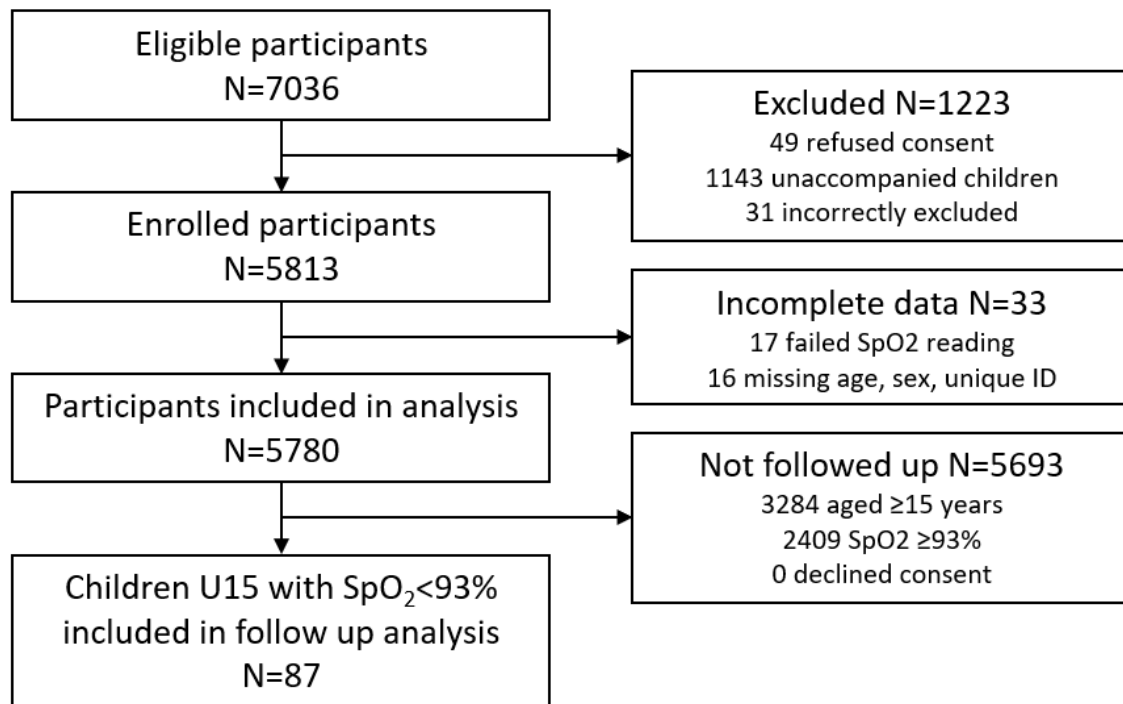 Eligible participants
N=7036
Excluded N=1223
49 refused consent
1143 unaccompanied children
31 incorrectly excluded
Enrolled participants
N=5813
Incomplete data N=33
17 failed SpO2 reading
16 missing age, sex, unique ID
Participants included in analysis
N=5780
Not followed up N=5693
3284 aged ≥15 years
2409 SpO2 ≥93%
0 declined consent
Children U15 with SpO₂<93%
included in follow up analysis
N=87